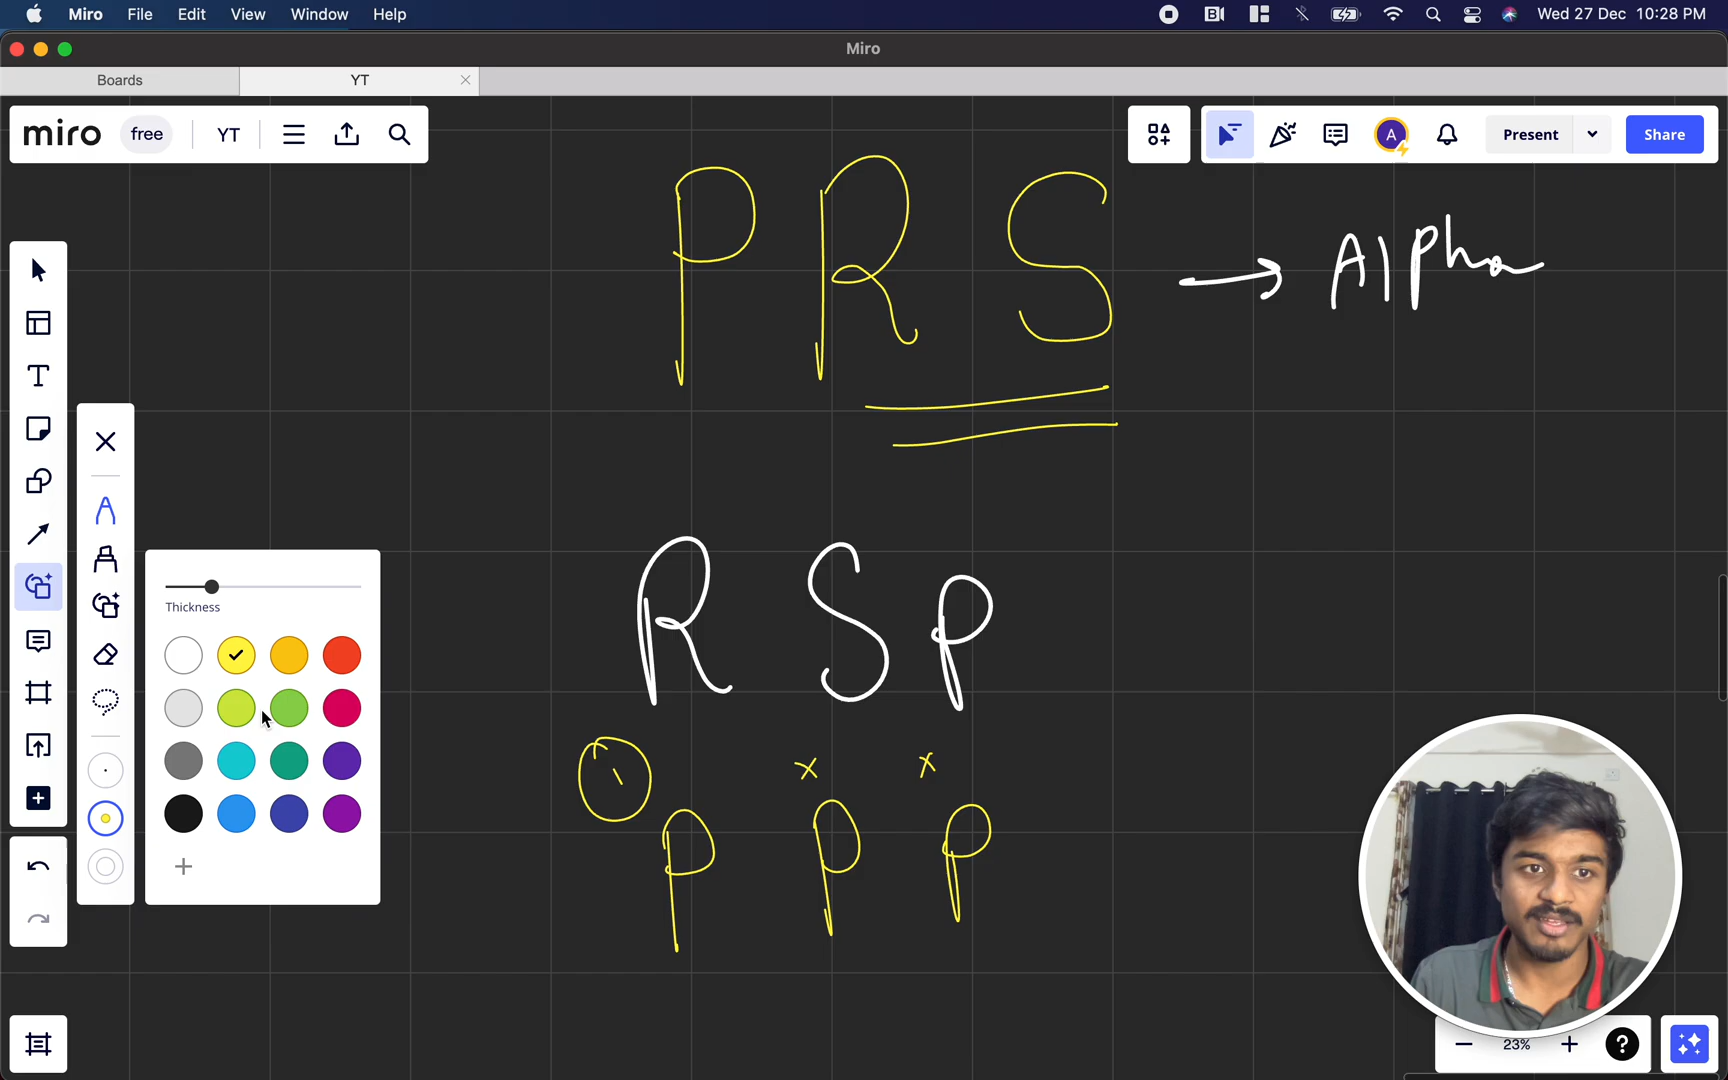 Miro File Edit View Window Help Wed 27 Dec 10:28 PM
Miro
Boards YT
miro free YT A Present Share
P R S → Alpha
Thickness
R S p
x x
p p p
23% ?